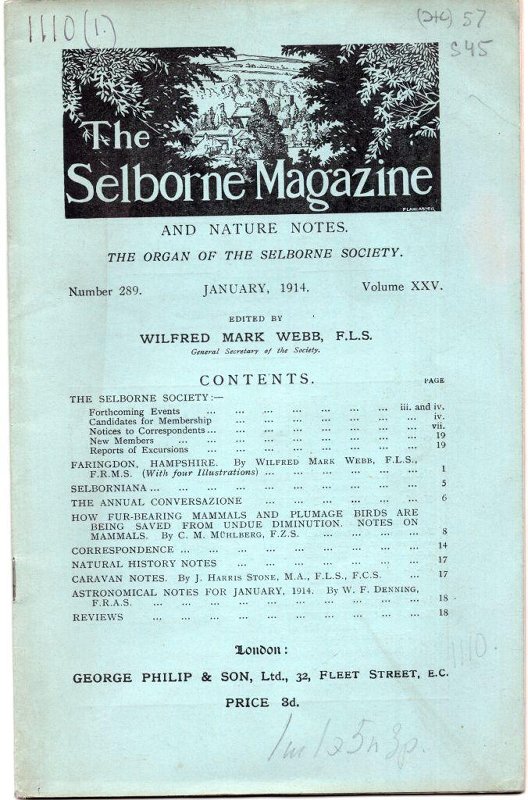 1110 (1.)
57
S45
The
Selborne Magazine
AND NATURE NOTES.
THE ORGAN OF THE SELBORNE SOCIETY.
Number 289. JANUARY, 1914. Volume XXV.
EDITED BY
WILFRED MARK WEBB, F.L.S.
General Secretary of the Society.
CONTENTS.
PAGE
THE SELBORNE SOCIETY:—
Forthcoming Events ... ... ... ... ... ... ... iii. and iv.
Candidates for Membership ... ... ... ... ... ... iv.
Notices to Correspondents ... ... ... ... ... ... ... vii.
New Members ... ... ... ... ... ... ... ... 19
Reports of Excursions ... ... ... ... ... ... ... 19
FARINGDON, HAMPSHIRE. By WILFRED MARK WEBB, F.L.S.,
F.R.M.S. (With four Illustrations) ... ... ... ... ... 1
SELBORNIANA ... ... ... ... ... ... ... ... ... 5
THE ANNUAL CONVERSAZIONE ... ... ... ... ... ... 6
HOW FUR-BEARING MAMMALS AND PLUMAGE BIRDS ARE
BEING SAVED FROM UNDUE DIMINUTION. NOTES ON
MAMMALS. By C. M. MÜHLBERG, F.Z.S. ... ... ... ... 8
CORRESPONDENCE ... ... ... ... ... ... ... ... 14
NATURAL HISTORY NOTES ... ... ... ... ... ... 17
CARAVAN NOTES. By J. HARRIS STONE, M.A., F.L.S., F.C.S. ... 17
ASTRONOMICAL NOTES FOR JANUARY, 1914. By W. F. DENNING,
F.R.A.S. ... ... ... ... ... ... ... ... 18
REVIEWS ... ... ... ... ... ... ... ... 18
London:
1110.
GEORGE PHILIP & SON, Ltd., 32, FLEET STREET, E.C.
PRICE 3d.